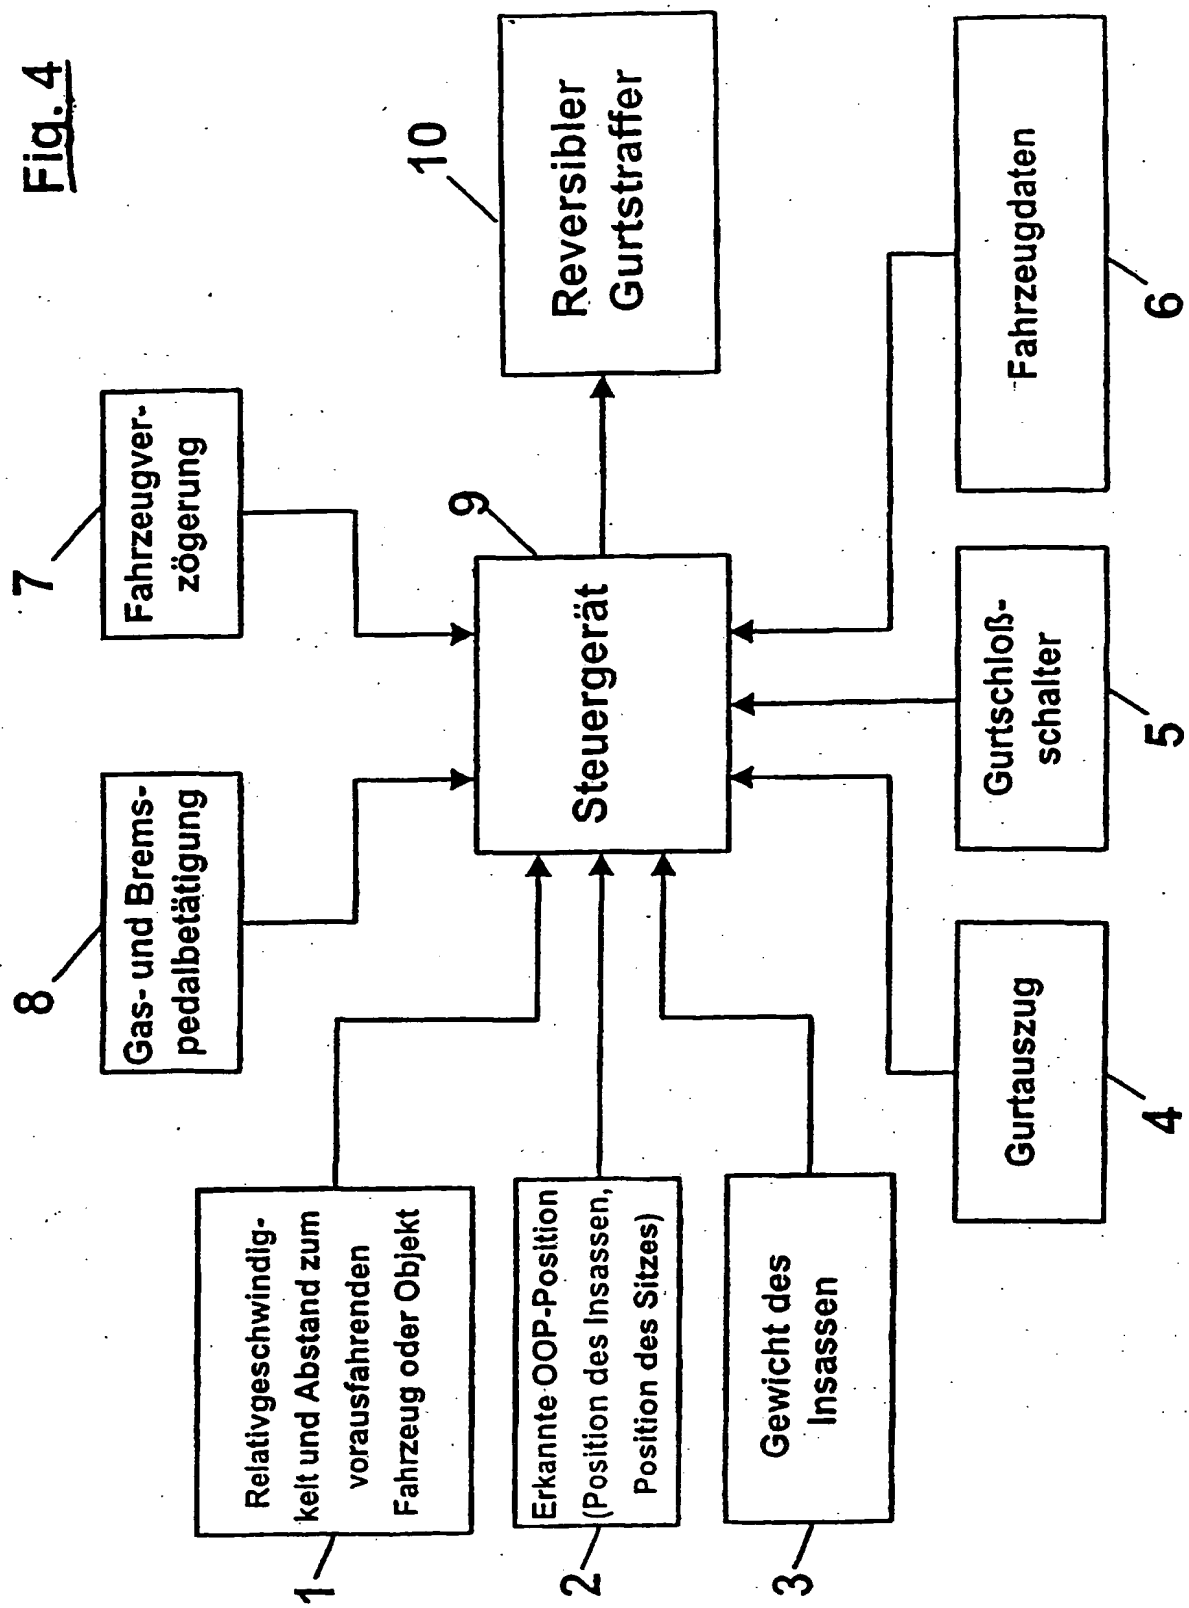 Fig. 4
8
Gas- und Brems-
pedalbetätigung
7
Fahrzeugver-
zögerung
1
Relativgeschwindig-
keit und Abstand zum
vorausfahrenden
Fahrzeug oder Objekt
2
Erkannte OOP-Position
(Position des Insassen,
Position des Sitzes)
3
Gewicht des
Insassen
9
Steuergerät
10
Reversibler
Gurtstraffer
Gurtauszug
4
Gurtschloß-
schalter
5
Fahrzeugdaten
6